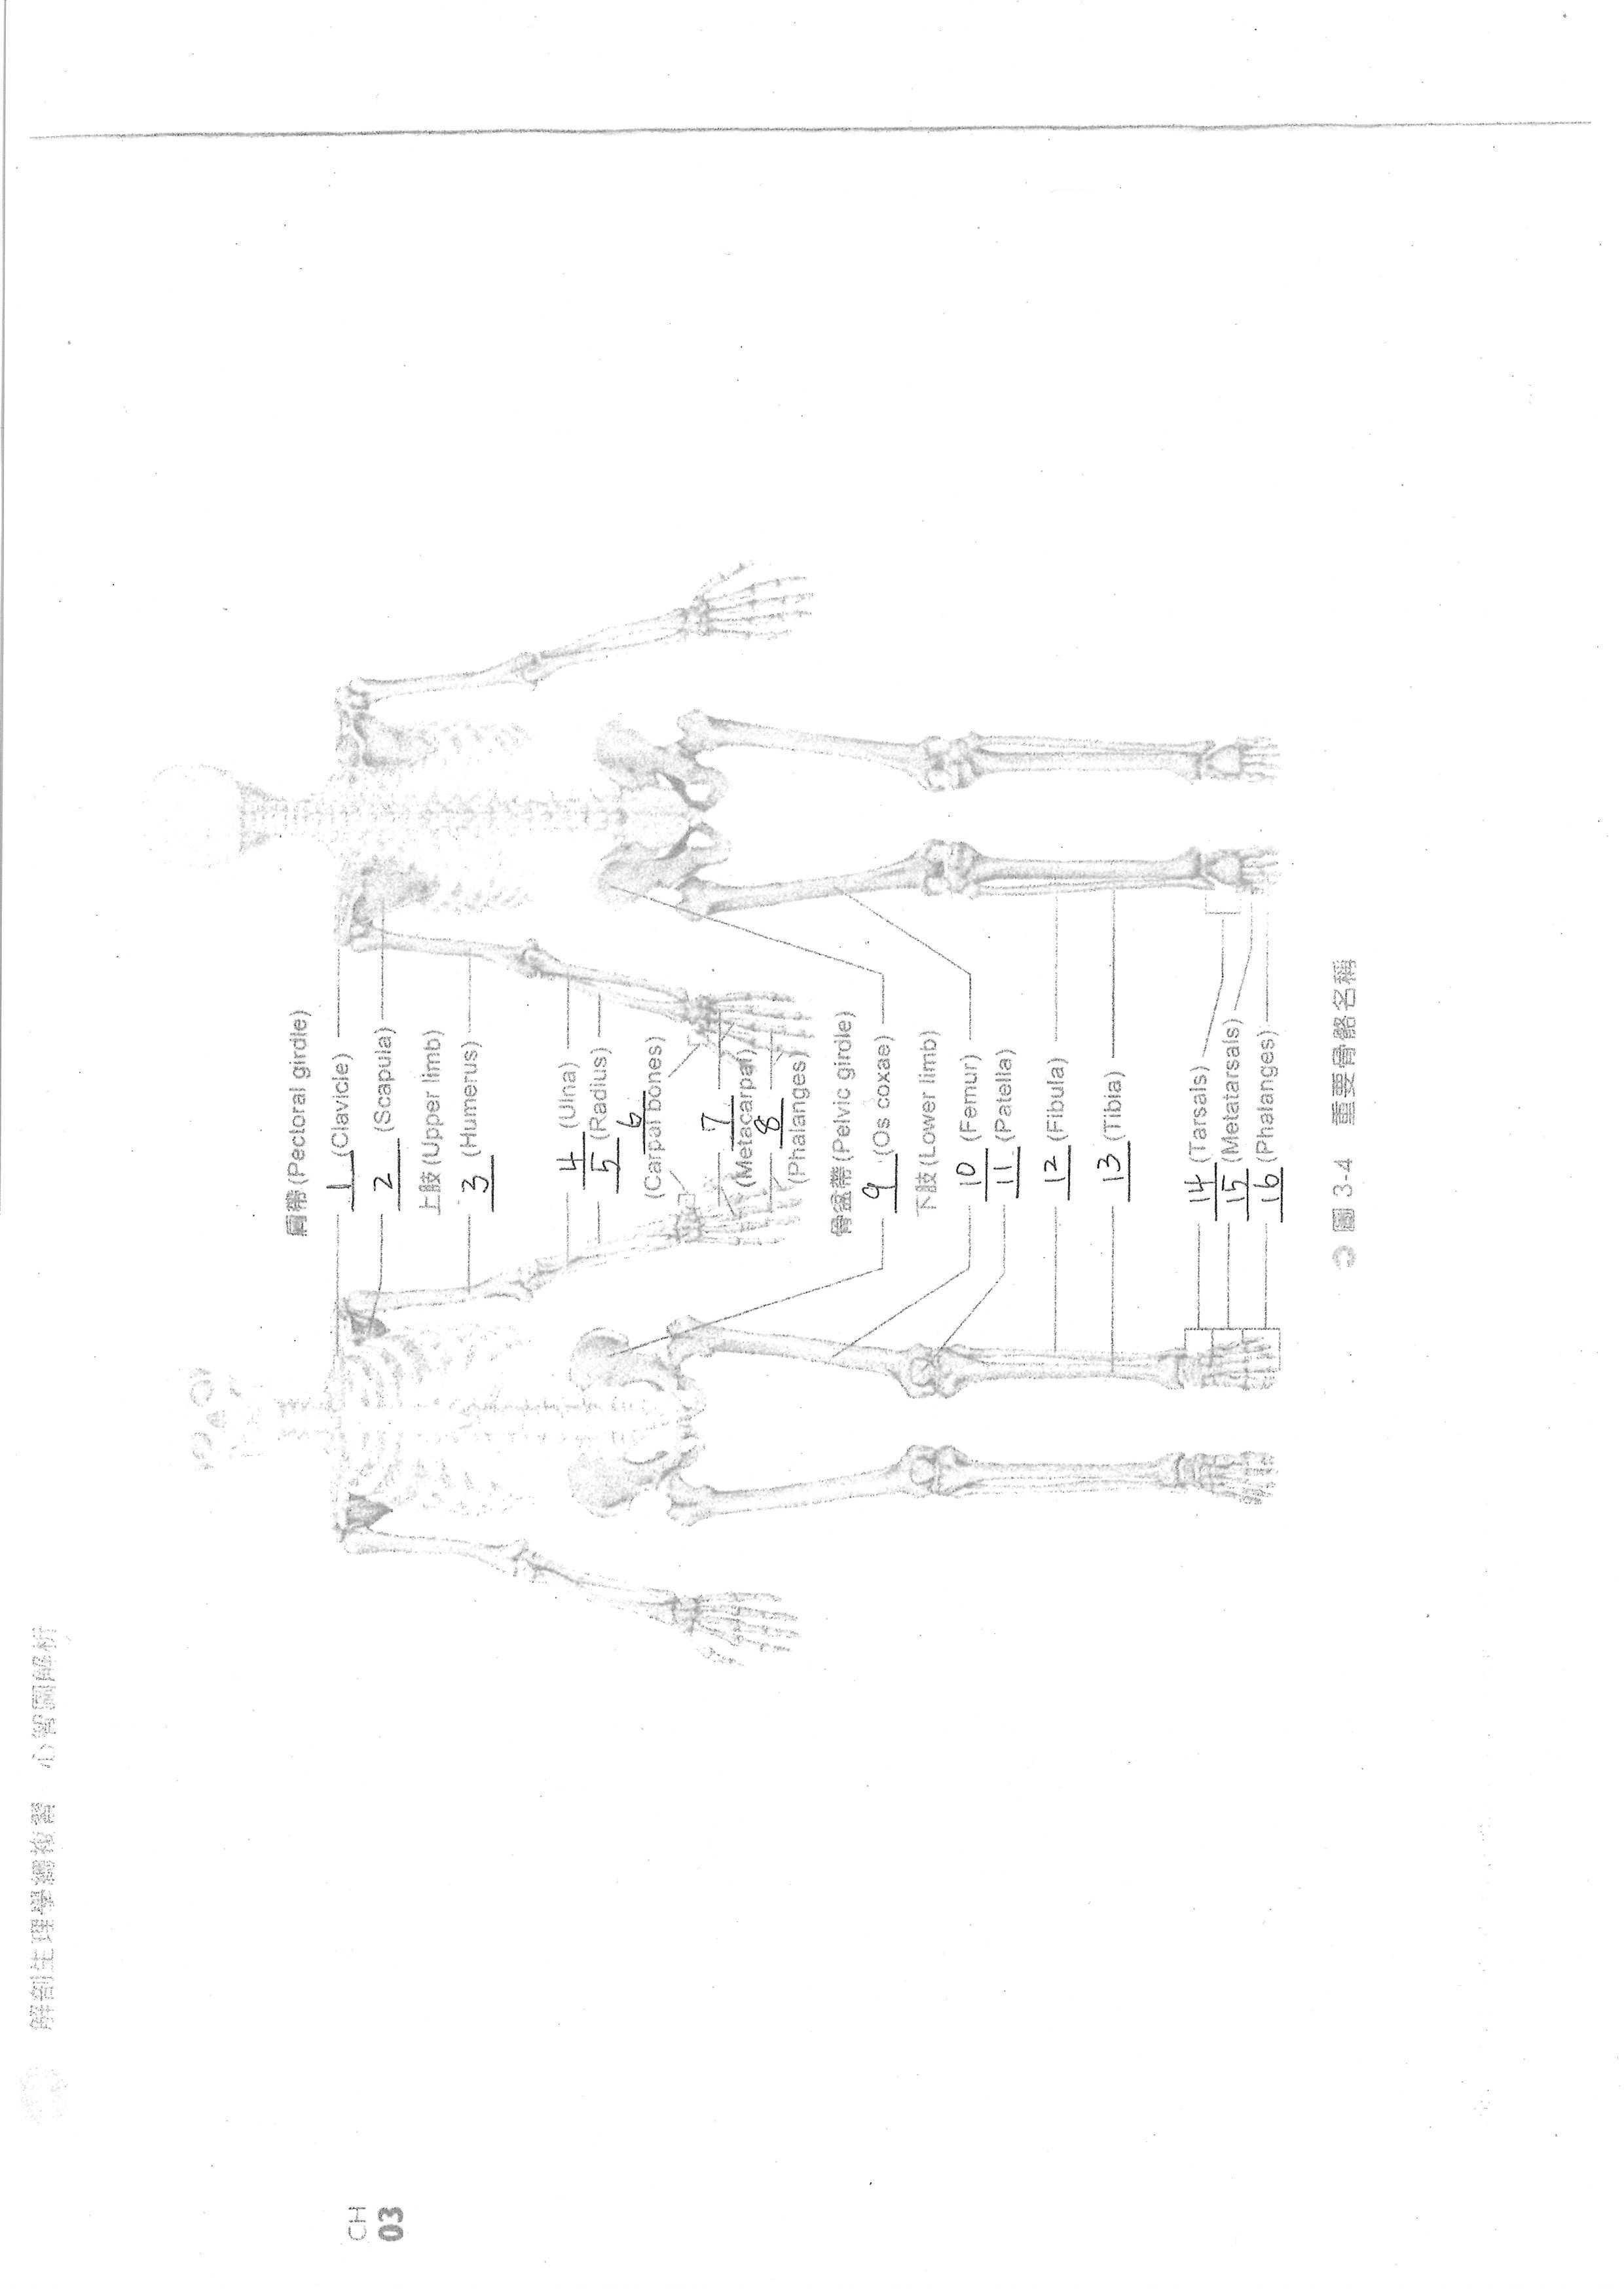 解剖生理學總複習 心智圖解析
CH
03
肩帶(Pectoral girdle)
1 (Clavicle)
2 (Scapula)
上肢(Upper limb)
3 (Humerus)
4 (Ulna)
5 (Radius)
6
(Carpal bones)
7
(Metacarpal)
8
(Phalanges)
骨盆帶(Pelvic girdle)
9 (Os coxae)
下肢(Lower limb)
10 (Femur)
11 (Patella)
12 (Fibula)
13 (Tibia)
14 (Tarsals)
15 (Metatarsals)
16 (Phalanges)
圖 3-4 重要骨骼名稱